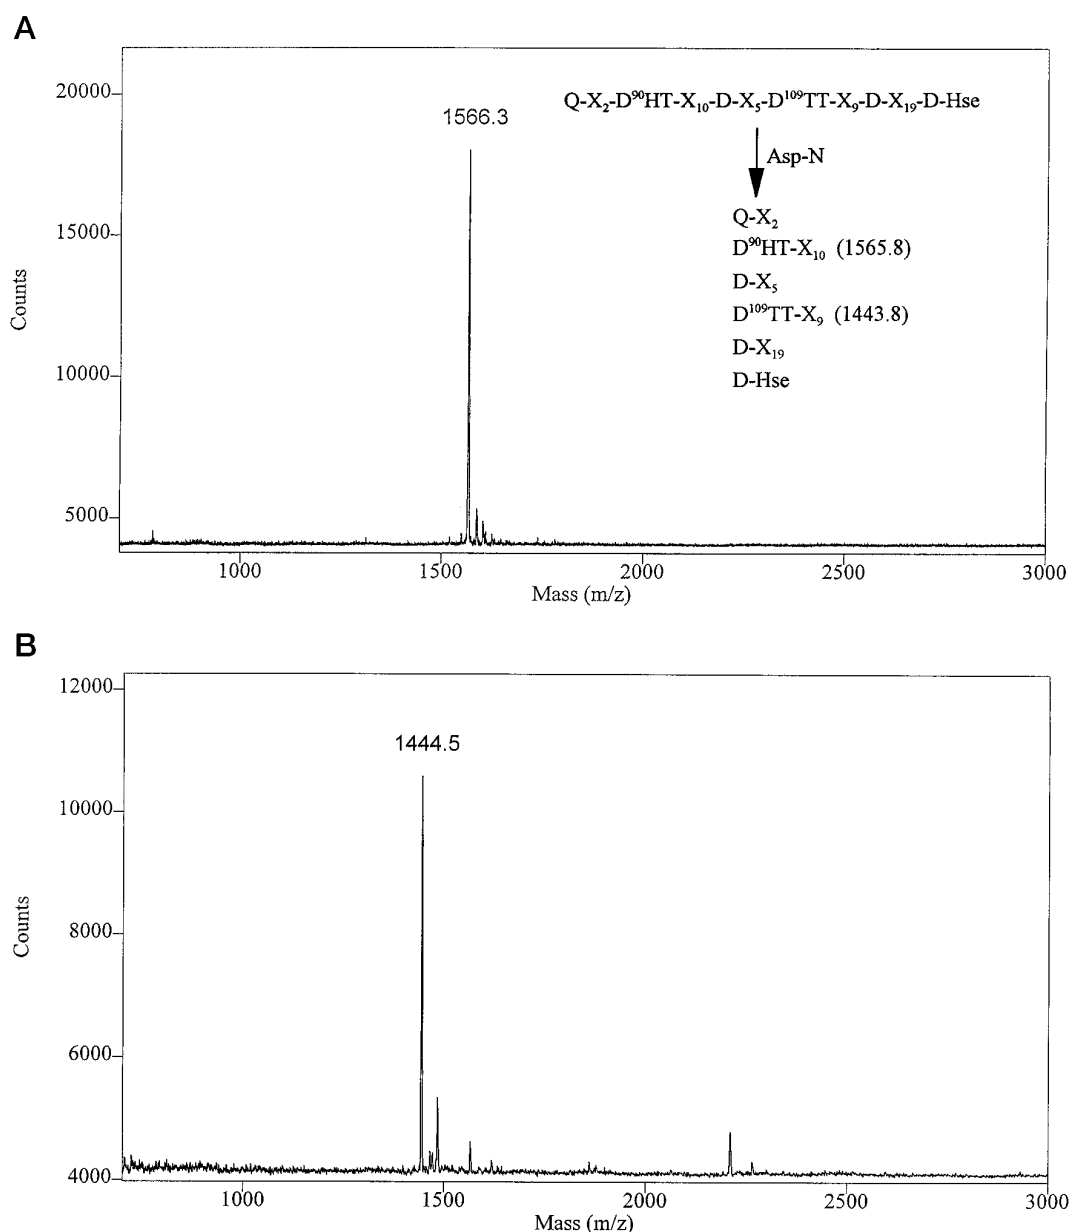 A
20000
15000
10000
5000
Counts
1566.3
Q-X₂-D⁹⁰HT-X₁₀-D-X₅-D¹⁰⁹TT-X₉-D-X₁₉-D-Hse
Asp-N
Q-X₂
D⁹⁰HT-X₁₀ (1565.8)
D-X₅
D¹⁰⁹TT-X₉ (1443.8)
D-X₁₉
D-Hse
1000 1500 2000 2500 3000
Mass (m/z)
B
12000
10000
8000
6000
4000
Counts
1444.5
1000 1500 2000 2500 3000
Mass (m/z)